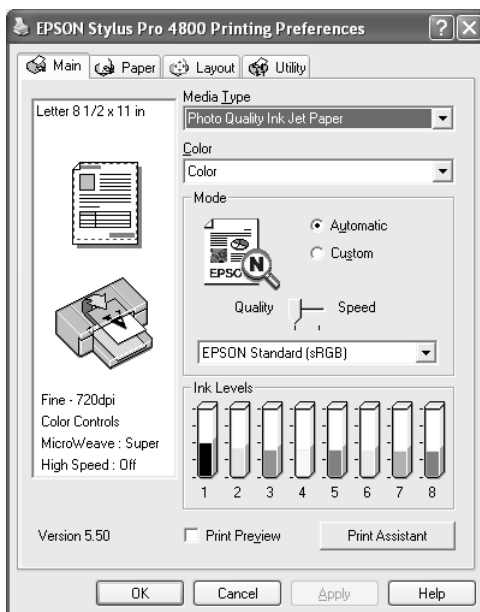 EPSON Stylus Pro 4800 Printing Preferences
Main Paper Layout Utility
Letter 8 1/2 x 11 in
Media Type
Photo Quality Ink Jet Paper
Color
Color
Mode
Automatic
Custom
EPSO
N
Quality Speed
EPSON Standard (sRGB)
Fine - 720dpi
Color Controls
MicroWeave : Super
High Speed : Off
Ink Levels
1 2 3 4 5 6 7 8
Version 5.50
Print Preview
Print Assistant
OK Cancel Apply Help